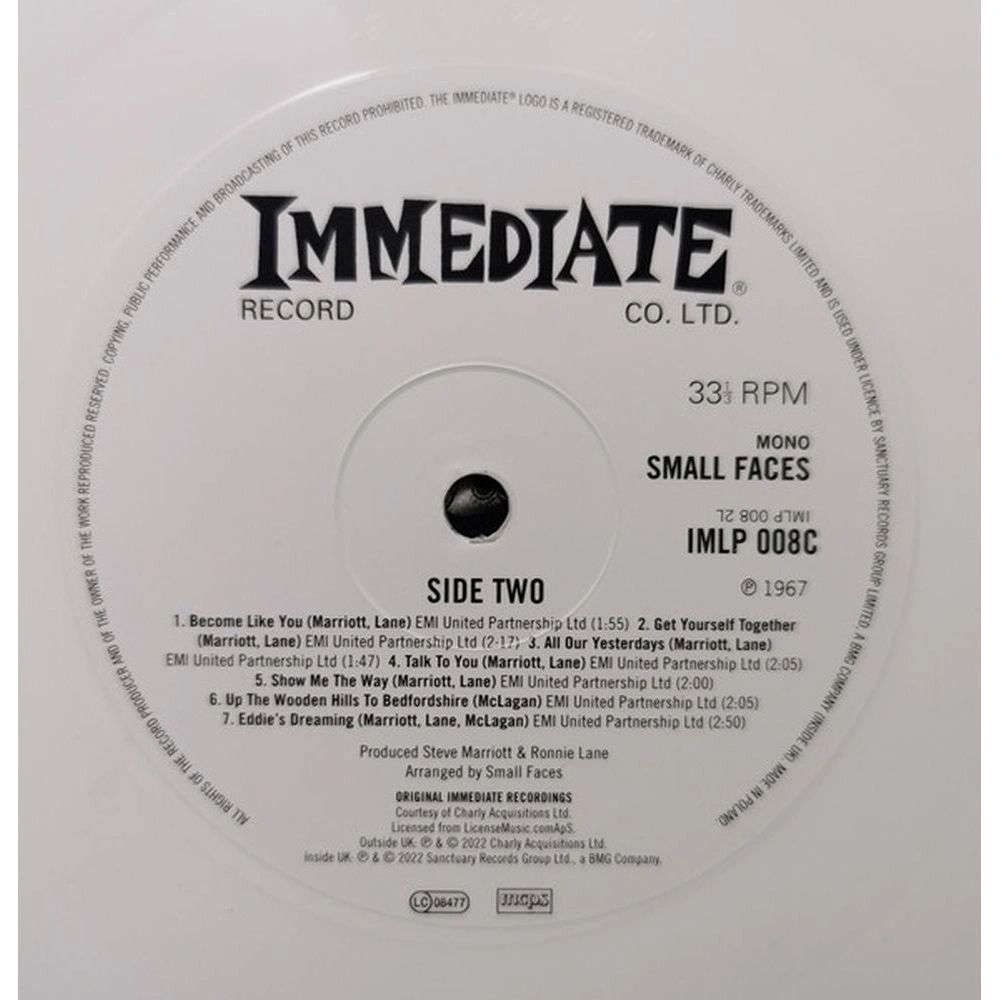 ALL RIGHTS OF THE RECORD PRODUCER AND OF THE OWNER OF THE WORK REPRODUCED RESERVED. COPYING, PUBLIC PERFORMANCE AND BROADCASTING OF THIS RECORD PROHIBITED. THE IMMEDIATE® LOGO IS A REGISTERED TRADEMARK OF CHARLY TRADEMARKS LIMITED AND IS USED UNDER LICENCE BY SANCTUARY RECORDS GROUP LIMITED, A BMG COMPANY (INSIDE UK). MADE IN POLAND.
IMMEDIATE®
RECORD CO. LTD.
33⅓ RPM
MONO
SMALL FACES
IMLP 008 2L
IMLP 008C
℗ 1967
SIDE TWO
1. Become Like You (Marriott, Lane) EMI United Partnership Ltd (1:55) 2. Get Yourself Together
(Marriott, Lane) EMI United Partnership Ltd (2:17) 3. All Our Yesterdays (Marriott, Lane)
EMI United Partnership Ltd (1:47) 4. Talk To You (Marriott, Lane) EMI United Partnership Ltd (2:05)
5. Show Me The Way (Marriott, Lane) EMI United Partnership Ltd (2:00)
6. Up The Wooden Hills To Bedfordshire (McLagan) EMI United Partnership Ltd (2:05)
7. Eddie's Dreaming (Marriott, Lane, McLagan) EMI United Partnership Ltd (2:50)
Produced Steve Marriott & Ronnie Lane
Arranged by Small Faces
ORIGINAL IMMEDIATE RECORDINGS
Courtesy of Charly Acquisitions Ltd.
Licensed from LicenseMusic.comApS.
Outside UK: ℗ & © 2022 Charly Acquisitions Ltd.
Inside UK: ℗ & © 2022 Sanctuary Records Group Ltd., a BMG Company.
LC 08477
mcps